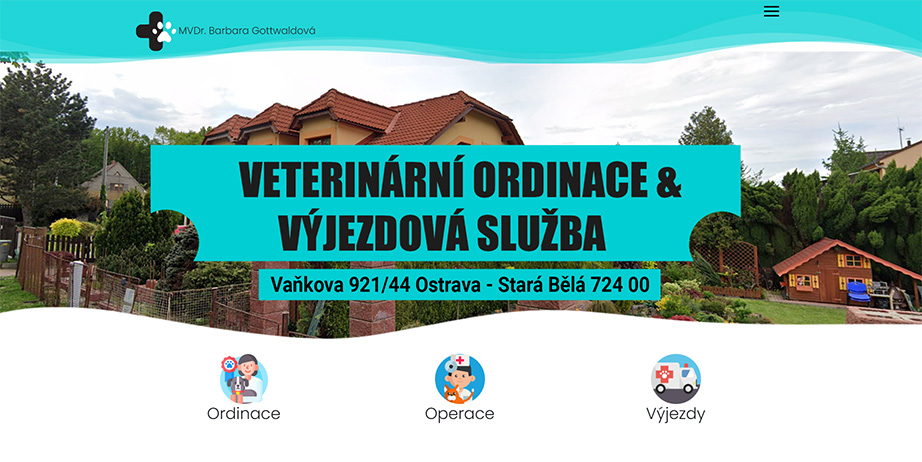 MVDr. Barbara Gottwaldová
VETERINÁRNÍ ORDINACE &
VÝJEZDOVÁ SLUŽBA
Vaňkova 921/44 Ostrava - Stará Bělá 724 00
Ordinace
Operace
Výjezdy